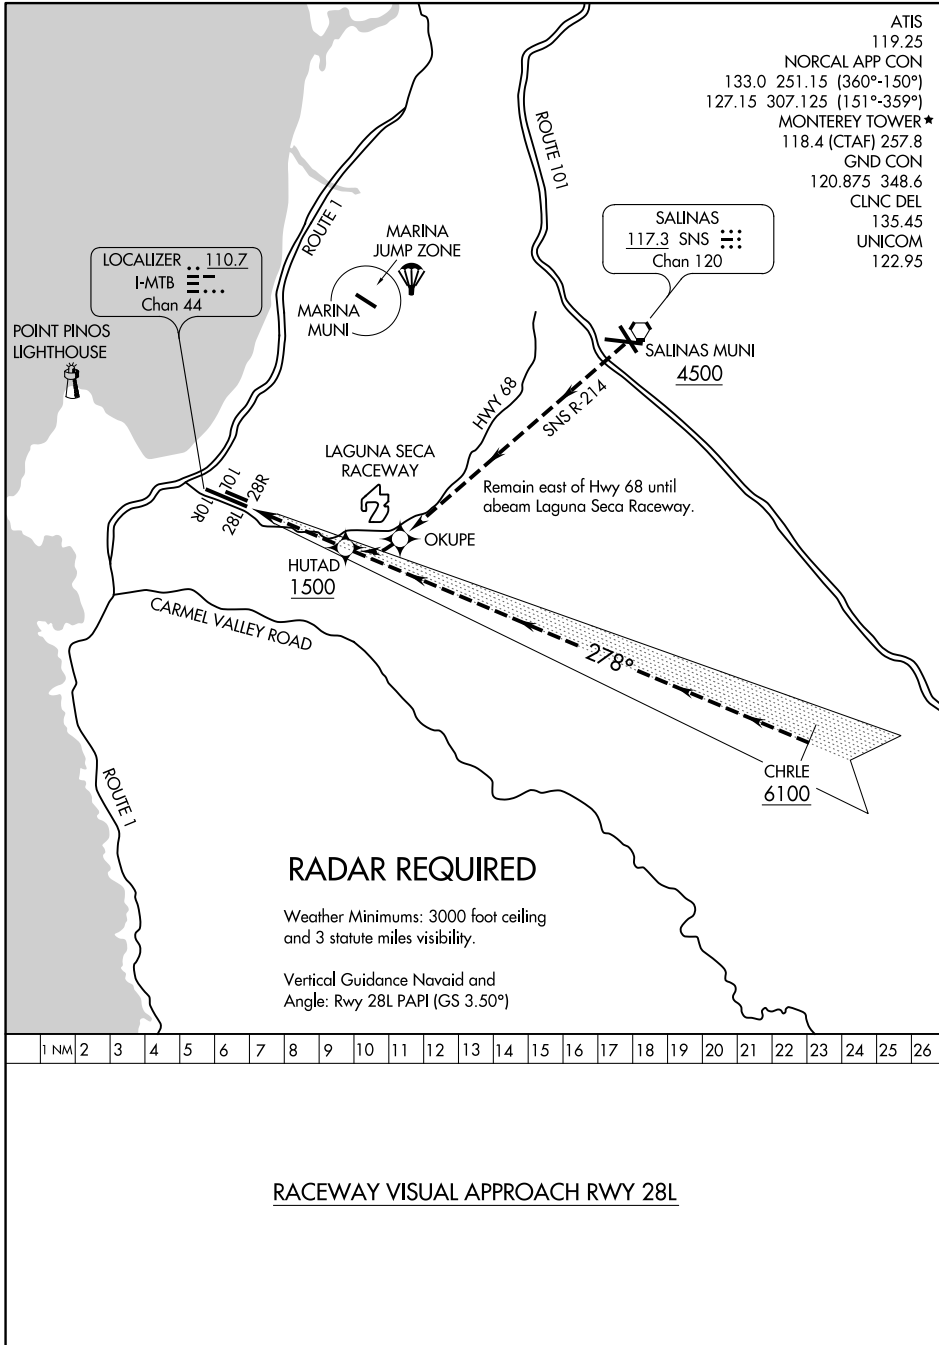 ATIS
119.25
NORCAL APP CON
133.0 251.15 (360°-150°)
127.15 307.125 (151°-359°)
MONTEREY TOWER★
118.4 (CTAF) 257.8
GND CON
120.875 348.6
CLNC DEL
135.45
UNICOM
122.95
ROUTE 101
ROUTE 1
MARINA
JUMP ZONE
MARINA
MUNI
SALINAS
117.3 SNS
Chan 120
LOCALIZER 110.7
I-MTB
Chan 44
POINT PINOS
LIGHTHOUSE
SALINAS MUNI
4500
HWY 68
SNS R-214
LAGUNA SECA
RACEWAY
Remain east of Hwy 68 until
abeam Laguna Seca Raceway.
10L
28R
10R
28L
OKUPE
HUTAD
1500
CARMEL VALLEY ROAD
278°
CHRLE
6100
ROUTE 1
RADAR REQUIRED
Weather Minimums: 3000 foot ceiling
and 3 statute miles visibility.
Vertical Guidance Navaid and
Angle: Rwy 28L PAPI (GS 3.50°)
1 NM 2 3 4 5 6 7 8 9 10 11 12 13 14 15 16 17 18 19 20 21 22 23 24 25 26
RACEWAY VISUAL APPROACH RWY 28L